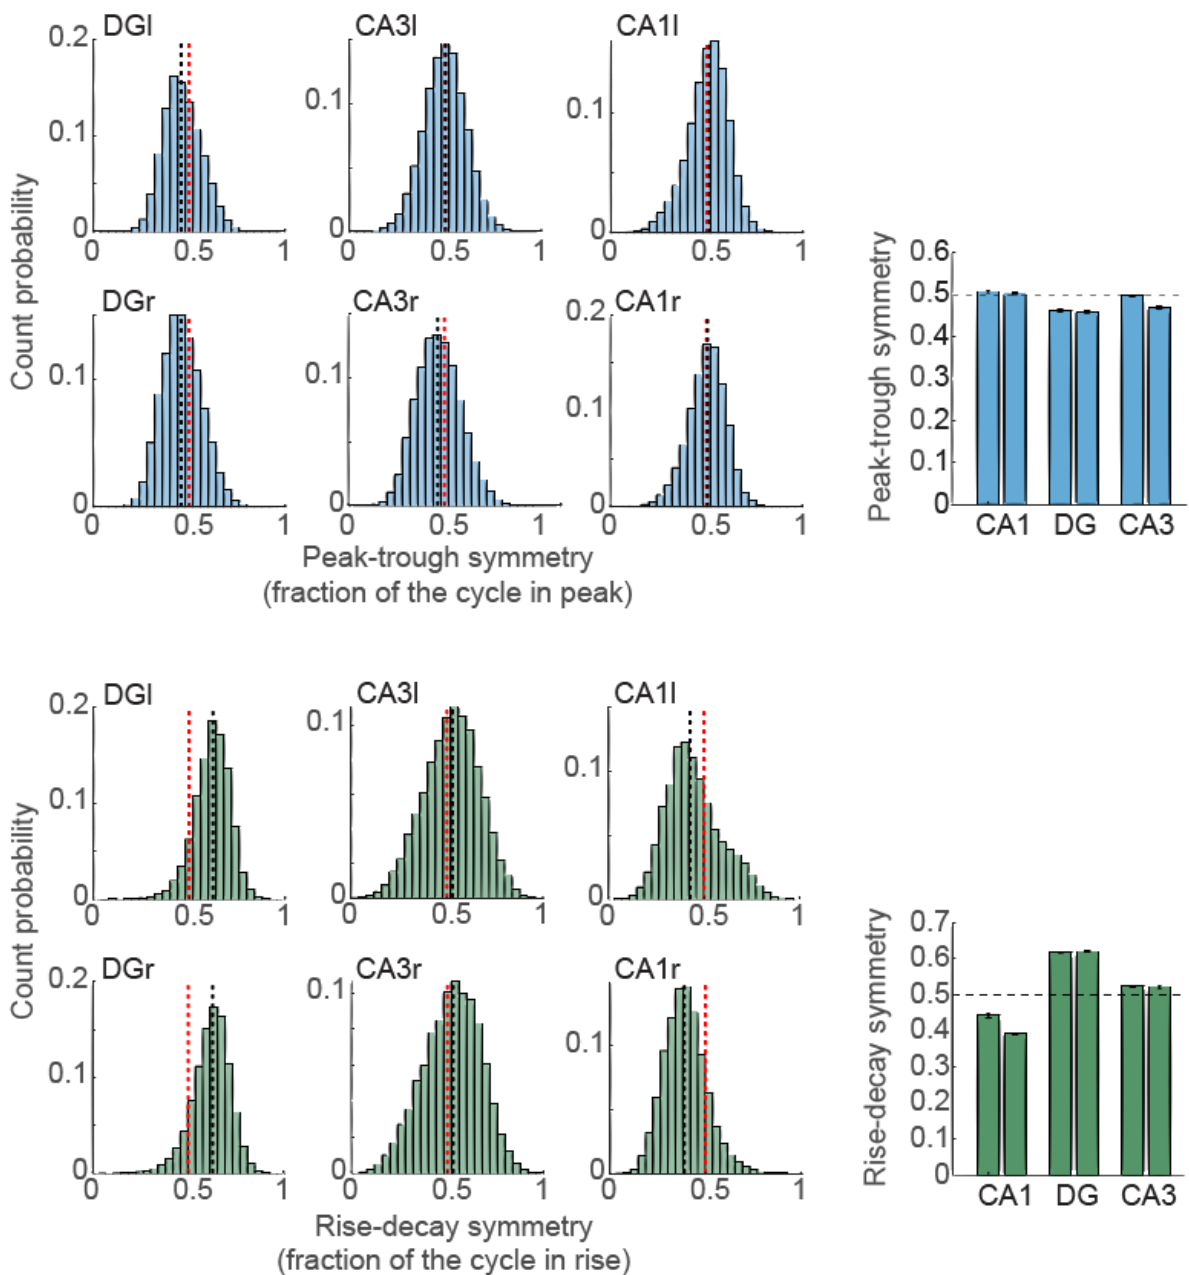 DGl
CA3l
CA1l
0.2
0.1
0
0 0.5 1
0.1
0
0 0.5 1
0.1
0
0 0.5 1
Count probability
DGr
CA3r
CA1r
0.1
0
0 0.5 1
0.1
0
0 0.5 1
0.2
0.1
0
0 0.5 1
Peak-trough symmetry
(fraction of the cycle in peak)
Peak-trough symmetry
0.6
0.5
0.4
0.3
0.2
0.1
0
CA1 DG CA3
DGl
CA3l
CA1l
0.2
0.1
0
0 0.5 1
0.1
0
0 0.5 1
0.1
0
0 0.5 1
Count probability
DGr
CA3r
CA1r
0.2
0.1
0
0 0.5 1
0.1
0
0 0.5 1
0.1
0
0 0.5 1
Rise-decay symmetry
(fraction of the cycle in rise)
Rise-decay symmetry
0.7
0.6
0.5
0.4
0.3
0.2
0.1
0
CA1 DG CA3